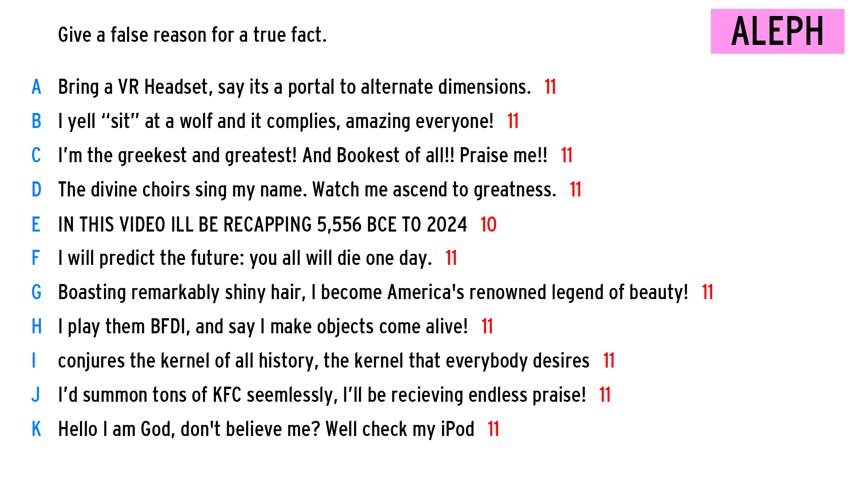 Give a false reason for a true fact.
ALEPH
A Bring a VR Headset, say its a portal to alternate dimensions. 11
B I yell “sit” at a wolf and it complies, amazing everyone! 11
C I’m the greekest and greatest! And Bookest of all!! Praise me!! 11
D The divine choirs sing my name. Watch me ascend to greatness. 11
E IN THIS VIDEO ILL BE RECAPPING 5,556 BCE TO 2024 10
F I will predict the future: you all will die one day. 11
G Boasting remarkably shiny hair, I become America's renowned legend of beauty! 11
H I play them BFDI, and say I make objects come alive! 11
I conjures the kernel of all history, the kernel that everybody desires 11
J I’d summon tons of KFC seemlessly, I’ll be recieving endless praise! 11
K Hello I am God, don't believe me? Well check my iPod 11